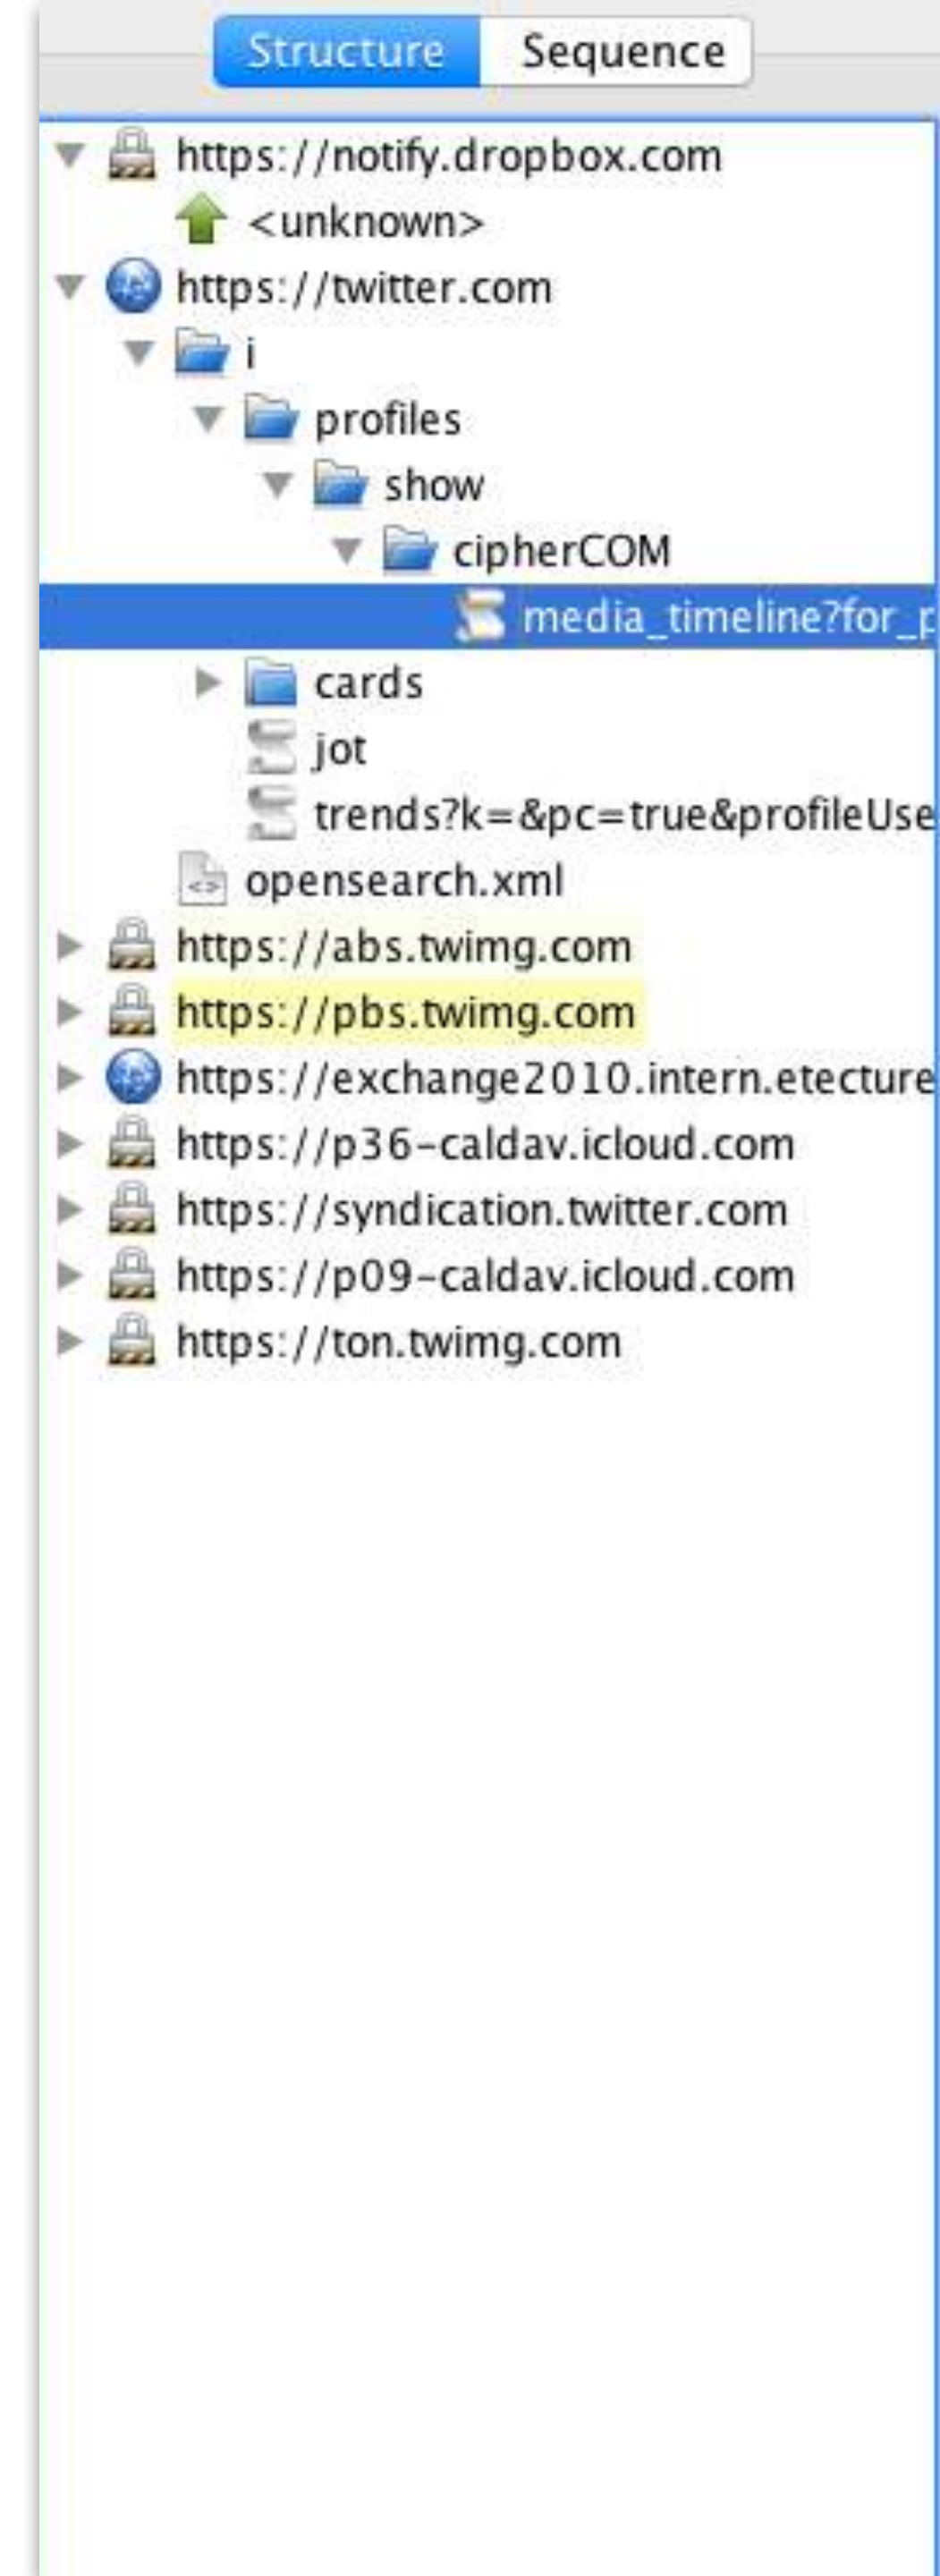 Structure Sequence
https://notify.dropbox.com
<unknown>
https://twitter.com
i
profiles
show
cipherCOM
media_timeline?for_p
cards
jot
trends?k=&pc=true&profileUse
opensearch.xml
https://abs.twimg.com
https://pbs.twimg.com
https://exchange2010.intern.etecture
https://p36-caldav.icloud.com
https://syndication.twitter.com
https://p09-caldav.icloud.com
https://ton.twimg.com